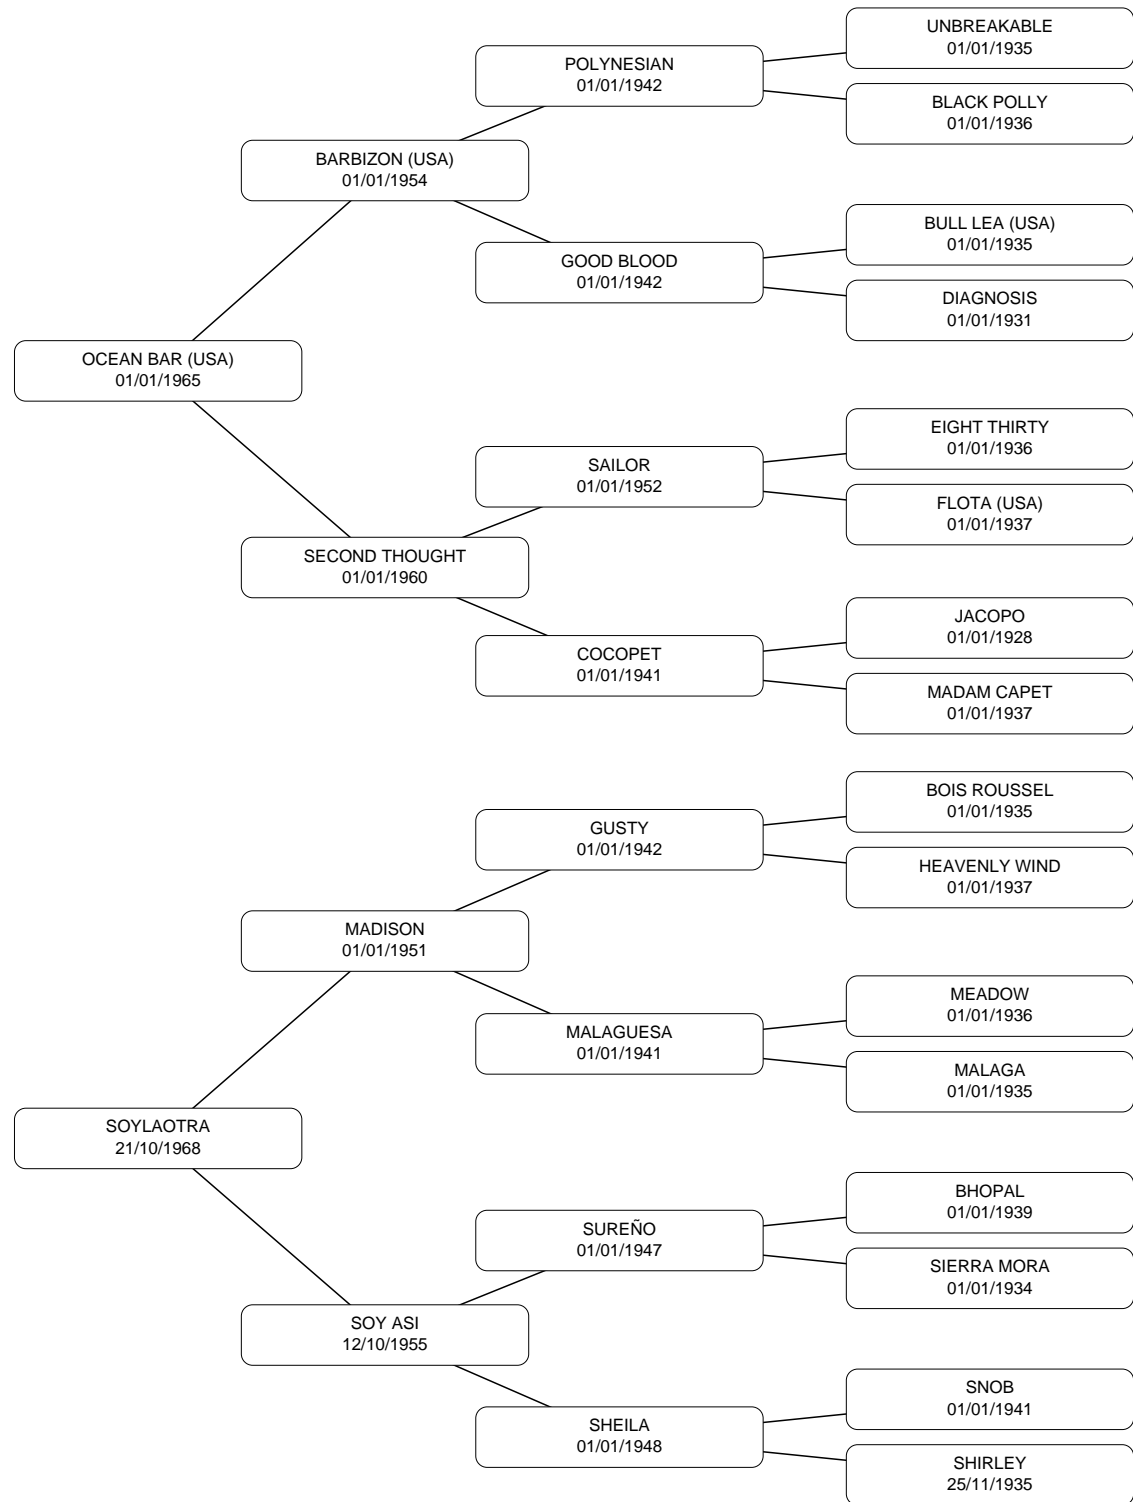 UNBREAKABLE
01/01/1935
POLYNESIAN
01/01/1942
BLACK POLLY
01/01/1936
BARBIZON (USA)
01/01/1954
BULL LEA (USA)
01/01/1935
GOOD BLOOD
01/01/1942
DIAGNOSIS
01/01/1931
OCEAN BAR (USA)
01/01/1965
EIGHT THIRTY
01/01/1936
SAILOR
01/01/1952
FLOTA (USA)
01/01/1937
SECOND THOUGHT
01/01/1960
JACOPO
01/01/1928
COCOPET
01/01/1941
MADAM CAPET
01/01/1937
BOIS ROUSSEL
01/01/1935
GUSTY
01/01/1942
HEAVENLY WIND
01/01/1937
MADISON
01/01/1951
MEADOW
01/01/1936
MALAGUESA
01/01/1941
MALAGA
01/01/1935
SOYLAOTRA
21/10/1968
BHOPAL
01/01/1939
SUREÑO
01/01/1947
SIERRA MORA
01/01/1934
SOY ASI
12/10/1955
SNOB
01/01/1941
SHEILA
01/01/1948
SHIRLEY
25/11/1935